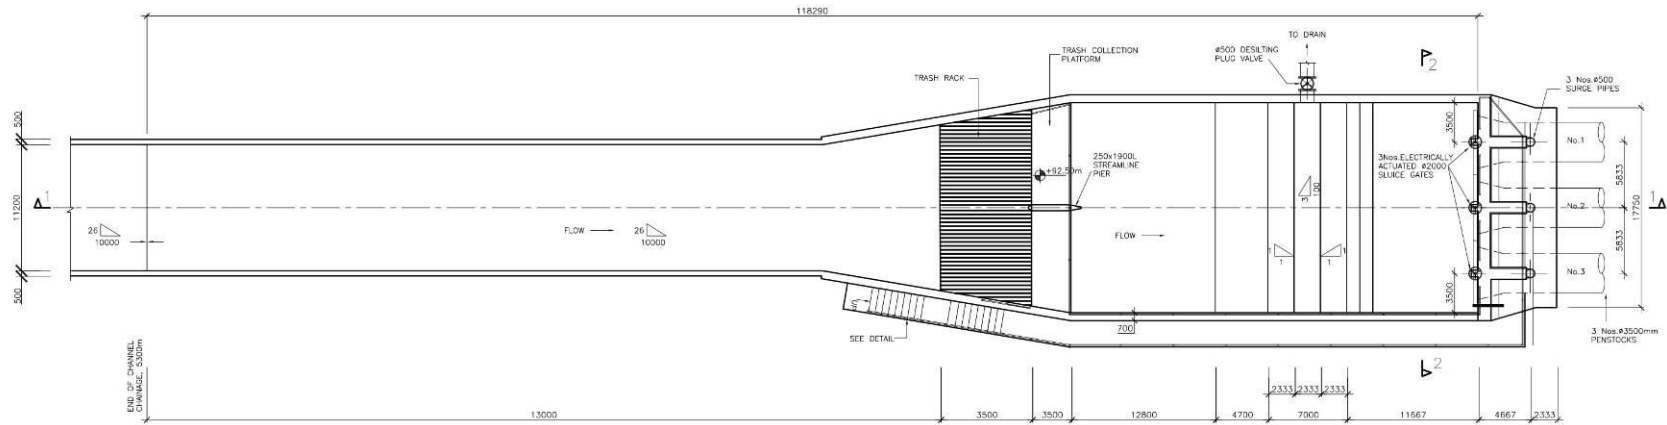 118290
TO DRAIN
ø500 DESILTING
PLUG VALVE
TRASH COLLECTION
PLATFORM
TRASH RACK
2
3 Nos.ø500
SURGE PIPES
500
11200
500
1
26
10000
FLOW
26
10000
250x1900L
STREAMLINE
PIER
+92.50m
FLOW
3
100
1
1
1
1
3500
3500
3Nos.ELECTRICALLY
ACTUATED ø2000
SLUICE GATES
No.1
No.2
No.3
5833
5833
17750
1
UP
SEE DETAIL
700
3 Nos.ø3500mm
PENSTOCKS
2
END OF CHANNEL
CHAINAGE, 5300m
2333
2333
2333
13000
3500
3500
12800
4700
7000
11667
4667
2333